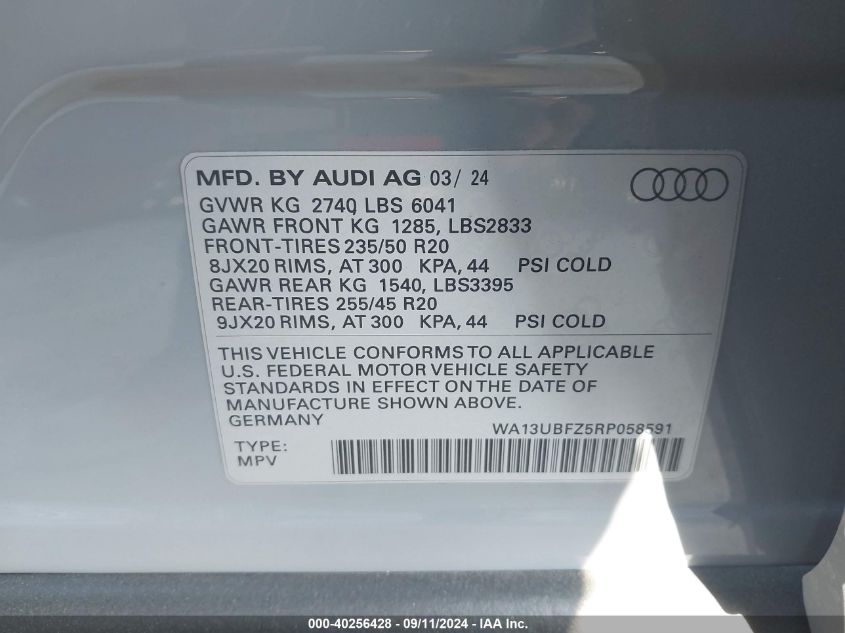 MFD. BY AUDI AG 03/ 24
GVWR KG 2740 LBS 6041
GAWR FRONT KG 1285, LBS2833
FRONT-TIRES 235/50 R20
8JX20 RIMS, AT 300 KPA, 44 PSI COLD
GAWR REAR KG 1540, LBS3395
REAR-TIRES 255/45 R20
9JX20 RIMS, AT 300 KPA, 44 PSI COLD
THIS VEHICLE CONFORMS TO ALL APPLICABLE
U.S. FEDERAL MOTOR VEHICLE SAFETY
STANDARDS IN EFFECT ON THE DATE OF
MANUFACTURE SHOWN ABOVE.
GERMANY
WA13UBFZ5RP058591
TYPE:
MPV
000-40256428 - 09/11/2024 - IAA Inc.